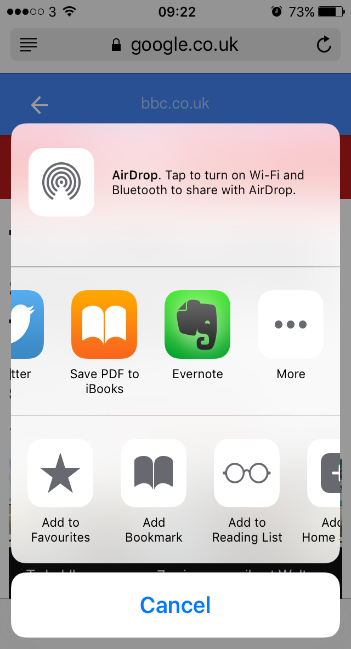 3 09:22 73%
google.co.uk
bbc.co.uk
AirDrop. Tap to turn on Wi-Fi and
Bluetooth to share with AirDrop.
tter
Save PDF to
iBooks
Evernote
More
Add to
Favourites
Add
Bookmark
Add to
Reading List
Add
Home
Cancel